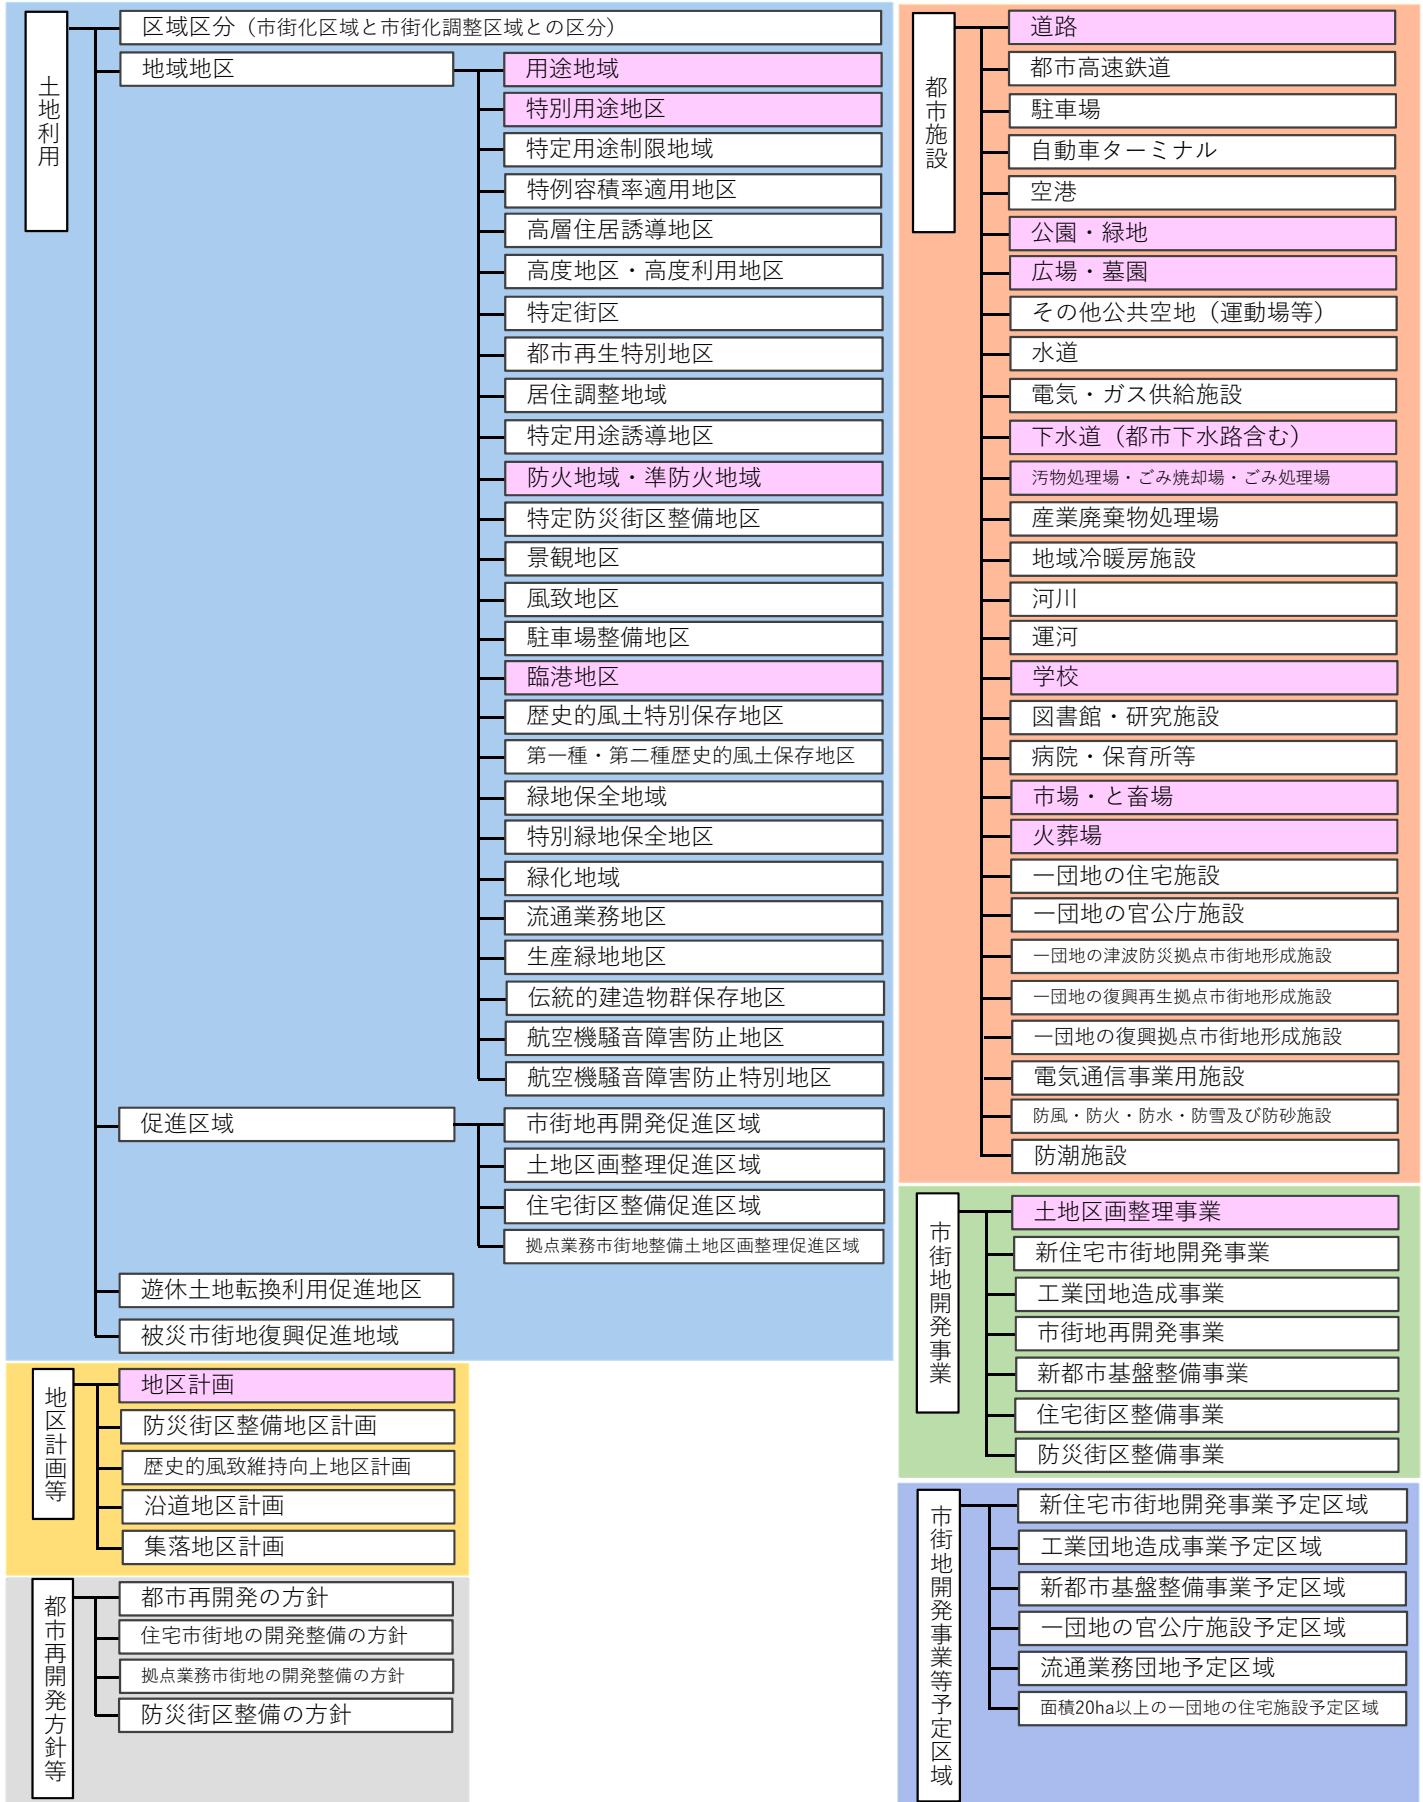 土地利用
区域区分（市街化区域と市街化調整区域との区分）
地域地区
用途地域
特別用途地区
特定用途制限地域
特例容積率適用地区
高層住居誘導地区
高度地区・高度利用地区
特定街区
都市再生特別地区
居住調整地域
特定用途誘導地区
防火地域・準防火地域
特定防災街区整備地区
景観地区
風致地区
駐車場整備地区
臨港地区
歴史的風土特別保存地区
第一種・第二種歴史的風土保存地区
緑地保全地域
特別緑地保全地区
緑化地域
流通業務地区
生産緑地地区
伝統的建造物群保存地区
航空機騒音障害防止地区
航空機騒音障害防止特別地区
促進区域
市街地再開発促進区域
土地区画整理促進区域
住宅街区整備促進区域
拠点業務市街地整備土地区画整理促進区域
遊休土地転換利用促進地区
被災市街地復興促進地域
地区計画等
地区計画
防災街区整備地区計画
歴史的風致維持向上地区計画
沿道地区計画
集落地区計画
都市再開発方針等
都市再開発の方針
住宅市街地の開発整備の方針
拠点業務市街地の開発整備の方針
防災街区整備の方針
都市施設
道路
都市高速鉄道
駐車場
自動車ターミナル
空港
公園・緑地
広場・墓園
その他公共空地（運動場等）
水道
電気・ガス供給施設
下水道（都市下水路含む）
汚物処理場・ごみ焼却場・ごみ処理場
産業廃棄物処理場
地域冷暖房施設
河川
運河
学校
図書館・研究施設
病院・保育所等
市場・と畜場
火葬場
一団地の住宅施設
一団地の官公庁施設
一団地の津波防災拠点市街地形成施設
一団地の復興再生拠点市街地形成施設
一団地の復興拠点市街地形成施設
電気通信事業用施設
防風・防火・防水・防雪及び防砂施設
防潮施設
市街地開発事業
土地区画整理事業
新住宅市街地開発事業
工業団地造成事業
市街地再開発事業
新都市基盤整備事業
住宅街区整備事業
防災街区整備事業
市街地開発事業等予定区域
新住宅市街地開発事業予定区域
工業団地造成事業予定区域
新都市基盤整備事業予定区域
一団地の官公庁施設予定区域
流通業務団地予定区域
面積20ha以上の一団地の住宅施設予定区域